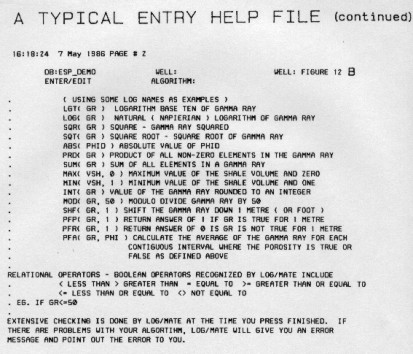 A TYPICAL ENTRY HELP FILE (continued)
16:18:24 7 May 1986 PAGE # 2
DB:ESP_DEMO WELL: WELL: FIGURE 12 B
ENTER/EDIT ALGORITHM:
. ( USING SOME LOG NAMES AS EXAMPLES )
. LGT( GR ) LOGARITHM BASE TEN OF GAMMA RAY
. LOG( GR ) NATURAL ( NAPIERIAN ) LOGARITHM OF GAMMA RAY
. SQR( GR ) SQUARE - GAMMA RAY SQUARED
. SQT( GR ) SQUARE ROOT - SQUARE ROOT OF GAMMA RAY
. ABS( PHID ) ABSOLUTE VALUE OF PHID
. PRD( GR ) PRODUCT OF ALL NON-ZERO ELEMENTS IN THE GAMMA RAY
. SUM( GR ) SUM OF ALL ELEMENTS IN A GAMMA RAY
. MAX( VSH, 0 ) MAXIMUM VALUE OF THE SHALE VOLUME AND ZERO
. MIN( VSH, 1 ) MINIMUM VALUE OF THE SHALE VOLUME AND ONE
. INT( GR ) VALUE OF THE GAMMA RAY ROUNDED TO AN INTEGER
. MOD( GR, 50 ) MODULO DIVIDE GAMMA RAY BY 50
. SHF( GR, 1 ) SHIFT THE GAMMA RAY DOWN 1 METRE ( OR FOOT )
. PFP( GR, 1 ) RETURN ANSWER OF 1 IF GR IS TRUE FOR 1 METRE
. PFF( GR, 1 ) RETURN ANSWER OF 0 IS GR IS NOT TRUE FOR 1 METRE
. PFA( GR, PHI ) CALCULATE THE AVERAGE OF THE GAMMA RAY FOR EACH
. CONTIGUOUS INTERVAL WHERE THE POROSITY IS TRUE OR
. FALSE AS DEFINED ABOVE
.
RELATIONAL OPERATORS - BOOLEAN OPERATORS RECOGNIZED BY LOG/MATE INCLUDE
. < LESS THAN > GREATER THAN = EQUAL TO >= GREATER THAN OR EQUAL TO
. <= LESS THAN OR EQUAL TO <> NOT EQUAL TO
. EG. IF GR<=50
.
EXTENSIVE CHECKING IS DONE BY LOG/MATE AT THE TIME YOU PRESS FINISHED. IF
THERE ARE PROBLEMS WITH YOUR ALGORTIHM, LOG/MATE WILL GIVE YOU AN ERROR
MESSAGE AND POINT OUT THE ERROR TO YOU.